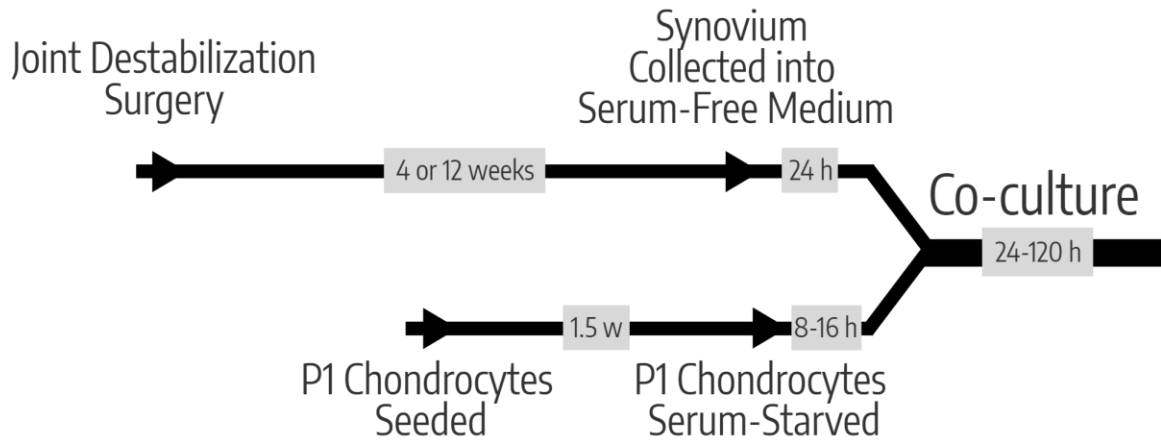 Joint Destabilization
Surgery
4 or 12 weeks
Synovium
Collected into
Serum-Free Medium
24 h
Co-culture
24-120 h
1.5 w
8-16 h
P1 Chondrocytes
Seeded
P1 Chondrocytes
Serum-Starved